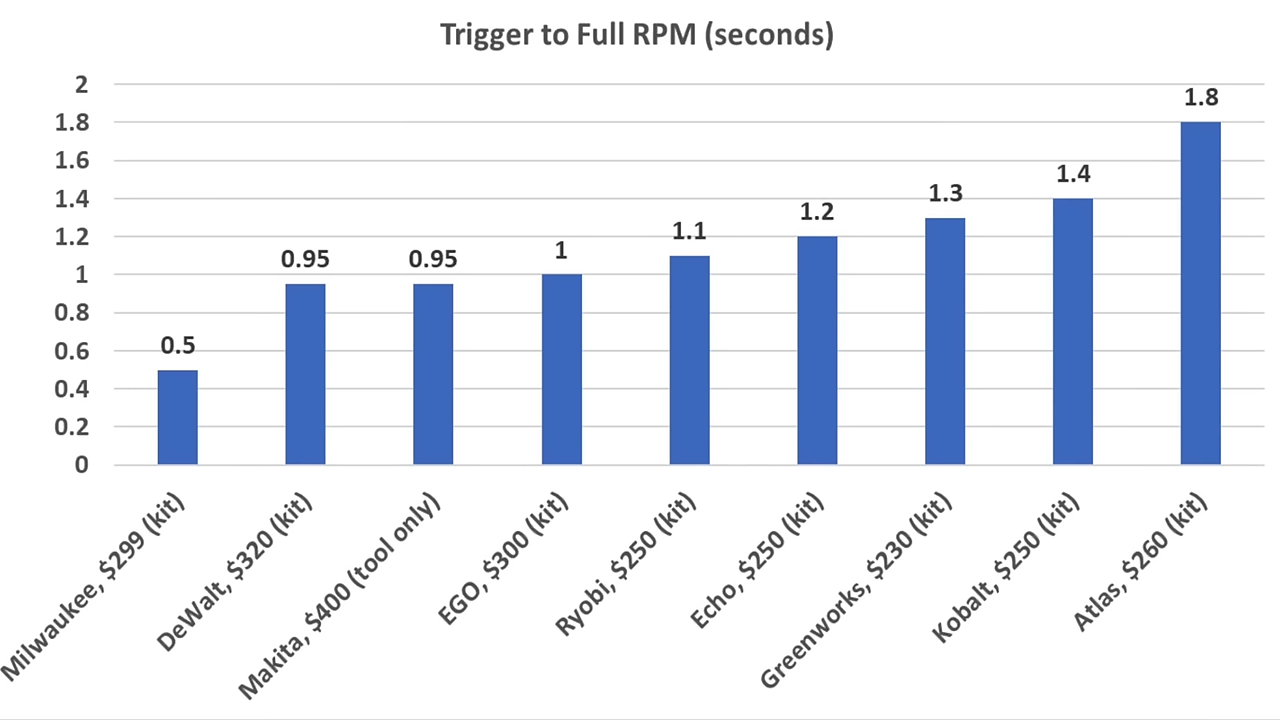 Trigger to Full RPM (seconds)
2
1.8
1.6
1.4
1.2
1
0.8
0.6
0.4
0.2
0
0.5
0.95
0.95
1
1.1
1.2
1.3
1.4
1.8
Milwaukee, $299 (kit)
DeWalt, $320 (kit)
Makita, $400 (tool only)
EGO, $300 (kit)
Ryobi, $250 (kit)
Echo, $250 (kit)
Greenworks, $230 (kit)
Kobalt, $250 (kit)
Atlas, $260 (kit)